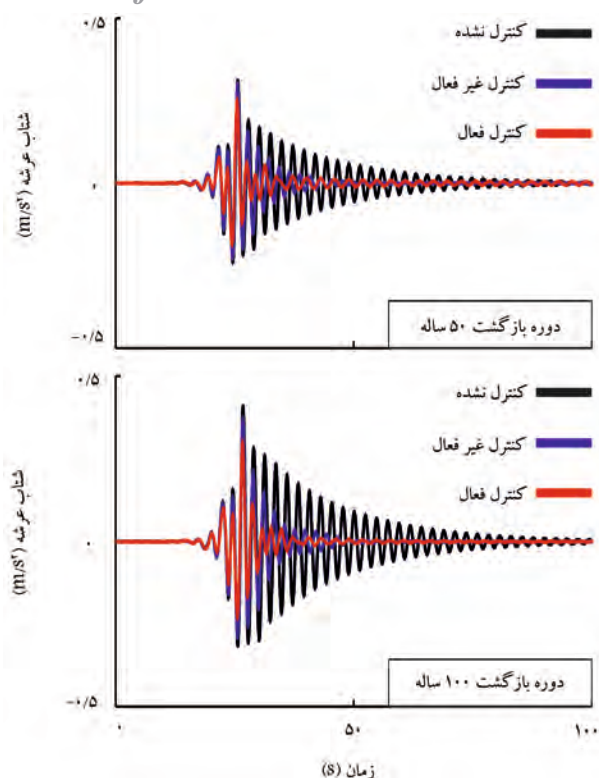 ۰/۵
کنترل نشده
کنترل غیر فعال
کنترل فعال
شتاب عرشه (m/s²)
۰
دوره بازگشت ۵۰ ساله
-۰/۵
۰/۵
کنترل نشده
کنترل غیر فعال
کنترل فعال
شتاب عرشه (m/s²)
۰
دوره بازگشت ۱۰۰ ساله
-۰/۵
۰ ۵۰ ۱۰۰
زمان (s)